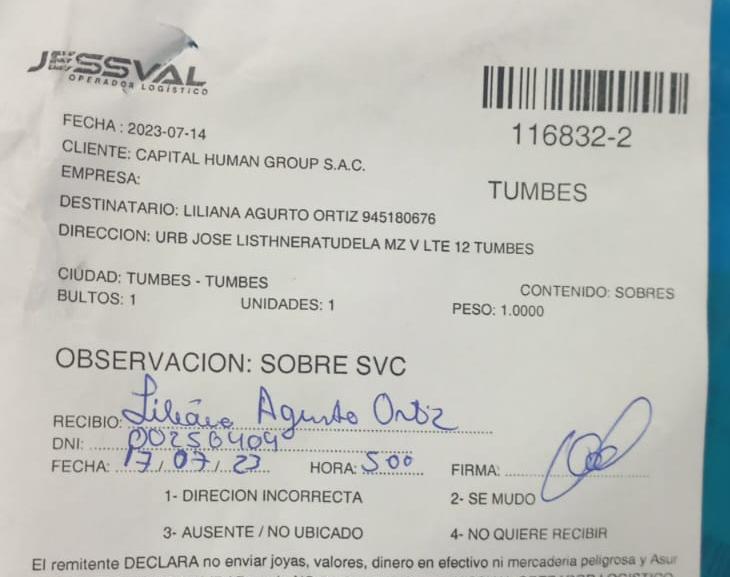 JESSVAL
OPERADOR LOGÍSTICO
116832-2
TUMBES
FECHA : 2023-07-14
CLIENTE: CAPITAL HUMAN GROUP S.A.C.
EMPRESA:
DESTINATARIO: LILIANA AGURTO ORTIZ 945180676
DIRECCION: URB JOSE LISTHNERATUDELA MZ V LTE 12 TUMBES
CIUDAD: TUMBES - TUMBES
CONTENIDO: SOBRES
BULTOS: 1 UNIDADES: 1 PESO: 1.0000
OBSERVACION: SOBRE SVC
RECIBIO: Liliana Agurto Ortiz
DNI: 00250409
FECHA: 17/07/23 HORA: 500 FIRMA:
1- DIRECION INCORRECTA 2- SE MUDO
3- AUSENTE / NO UBICADO 4- NO QUIERE RECIBIR
El remitente DECLARA no enviar joyas, valores, dinero en efectivo ni mercaderia peligrosa y Asur